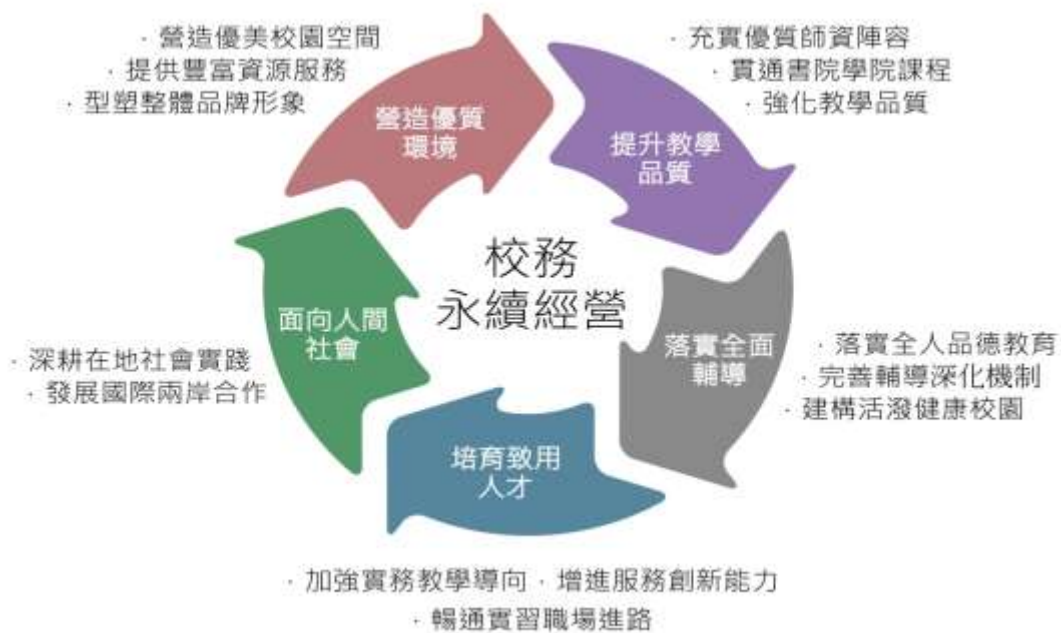 · 營造優美校園空間
· 提供豐富資源服務
· 型塑整體品牌形象
營造優質
環境
· 充實優質師資陣容
· 貫通書院學院課程
· 強化教學品質
提升教學
品質
校務
永續經營
落實全面
輔導
· 落實全人品德教育
· 完善輔導深化機制
· 建構活潑健康校園
培育致用
人才
· 加強實務教學導向 · 增進服務創新能力
· 暢通實習職場進路
面向人間
社會
· 深耕在地社會實踐
· 發展國際兩岸合作